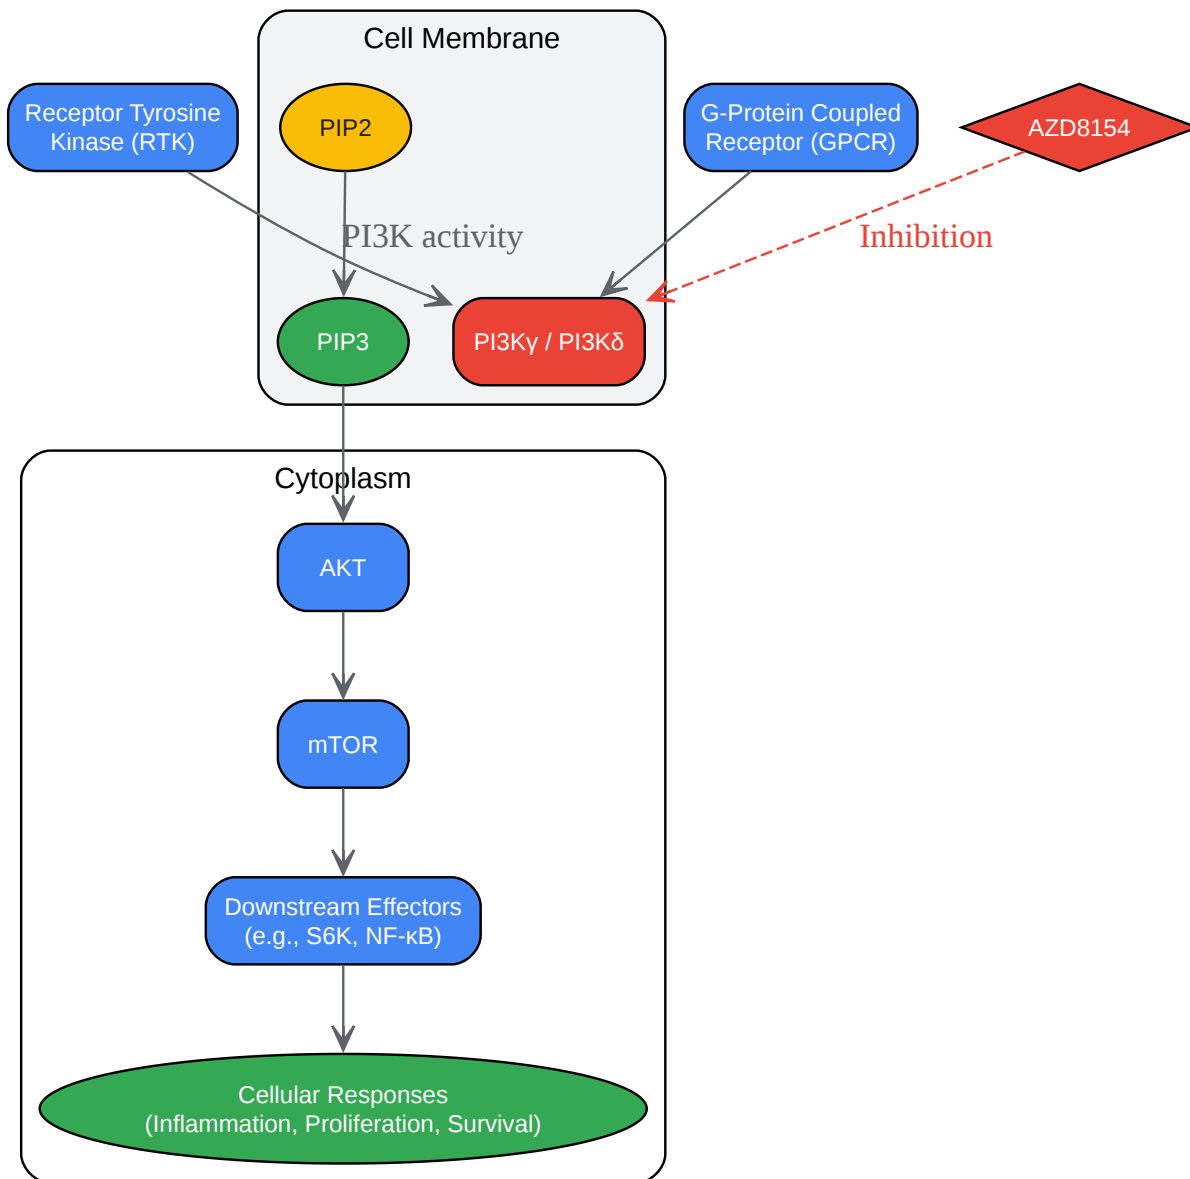 Cell Membrane
Receptor Tyrosine
Kinase (RTK)
PIP2
G-Protein Coupled
Receptor (GPCR)
AZD8154
PI3K activity
Inhibition
PIP3
PI3Kγ / PI3Kδ
Cytoplasm
AKT
mTOR
Downstream Effectors
(e.g., S6K, NF-κB)
Cellular Responses
(Inflammation, Proliferation, Survival)